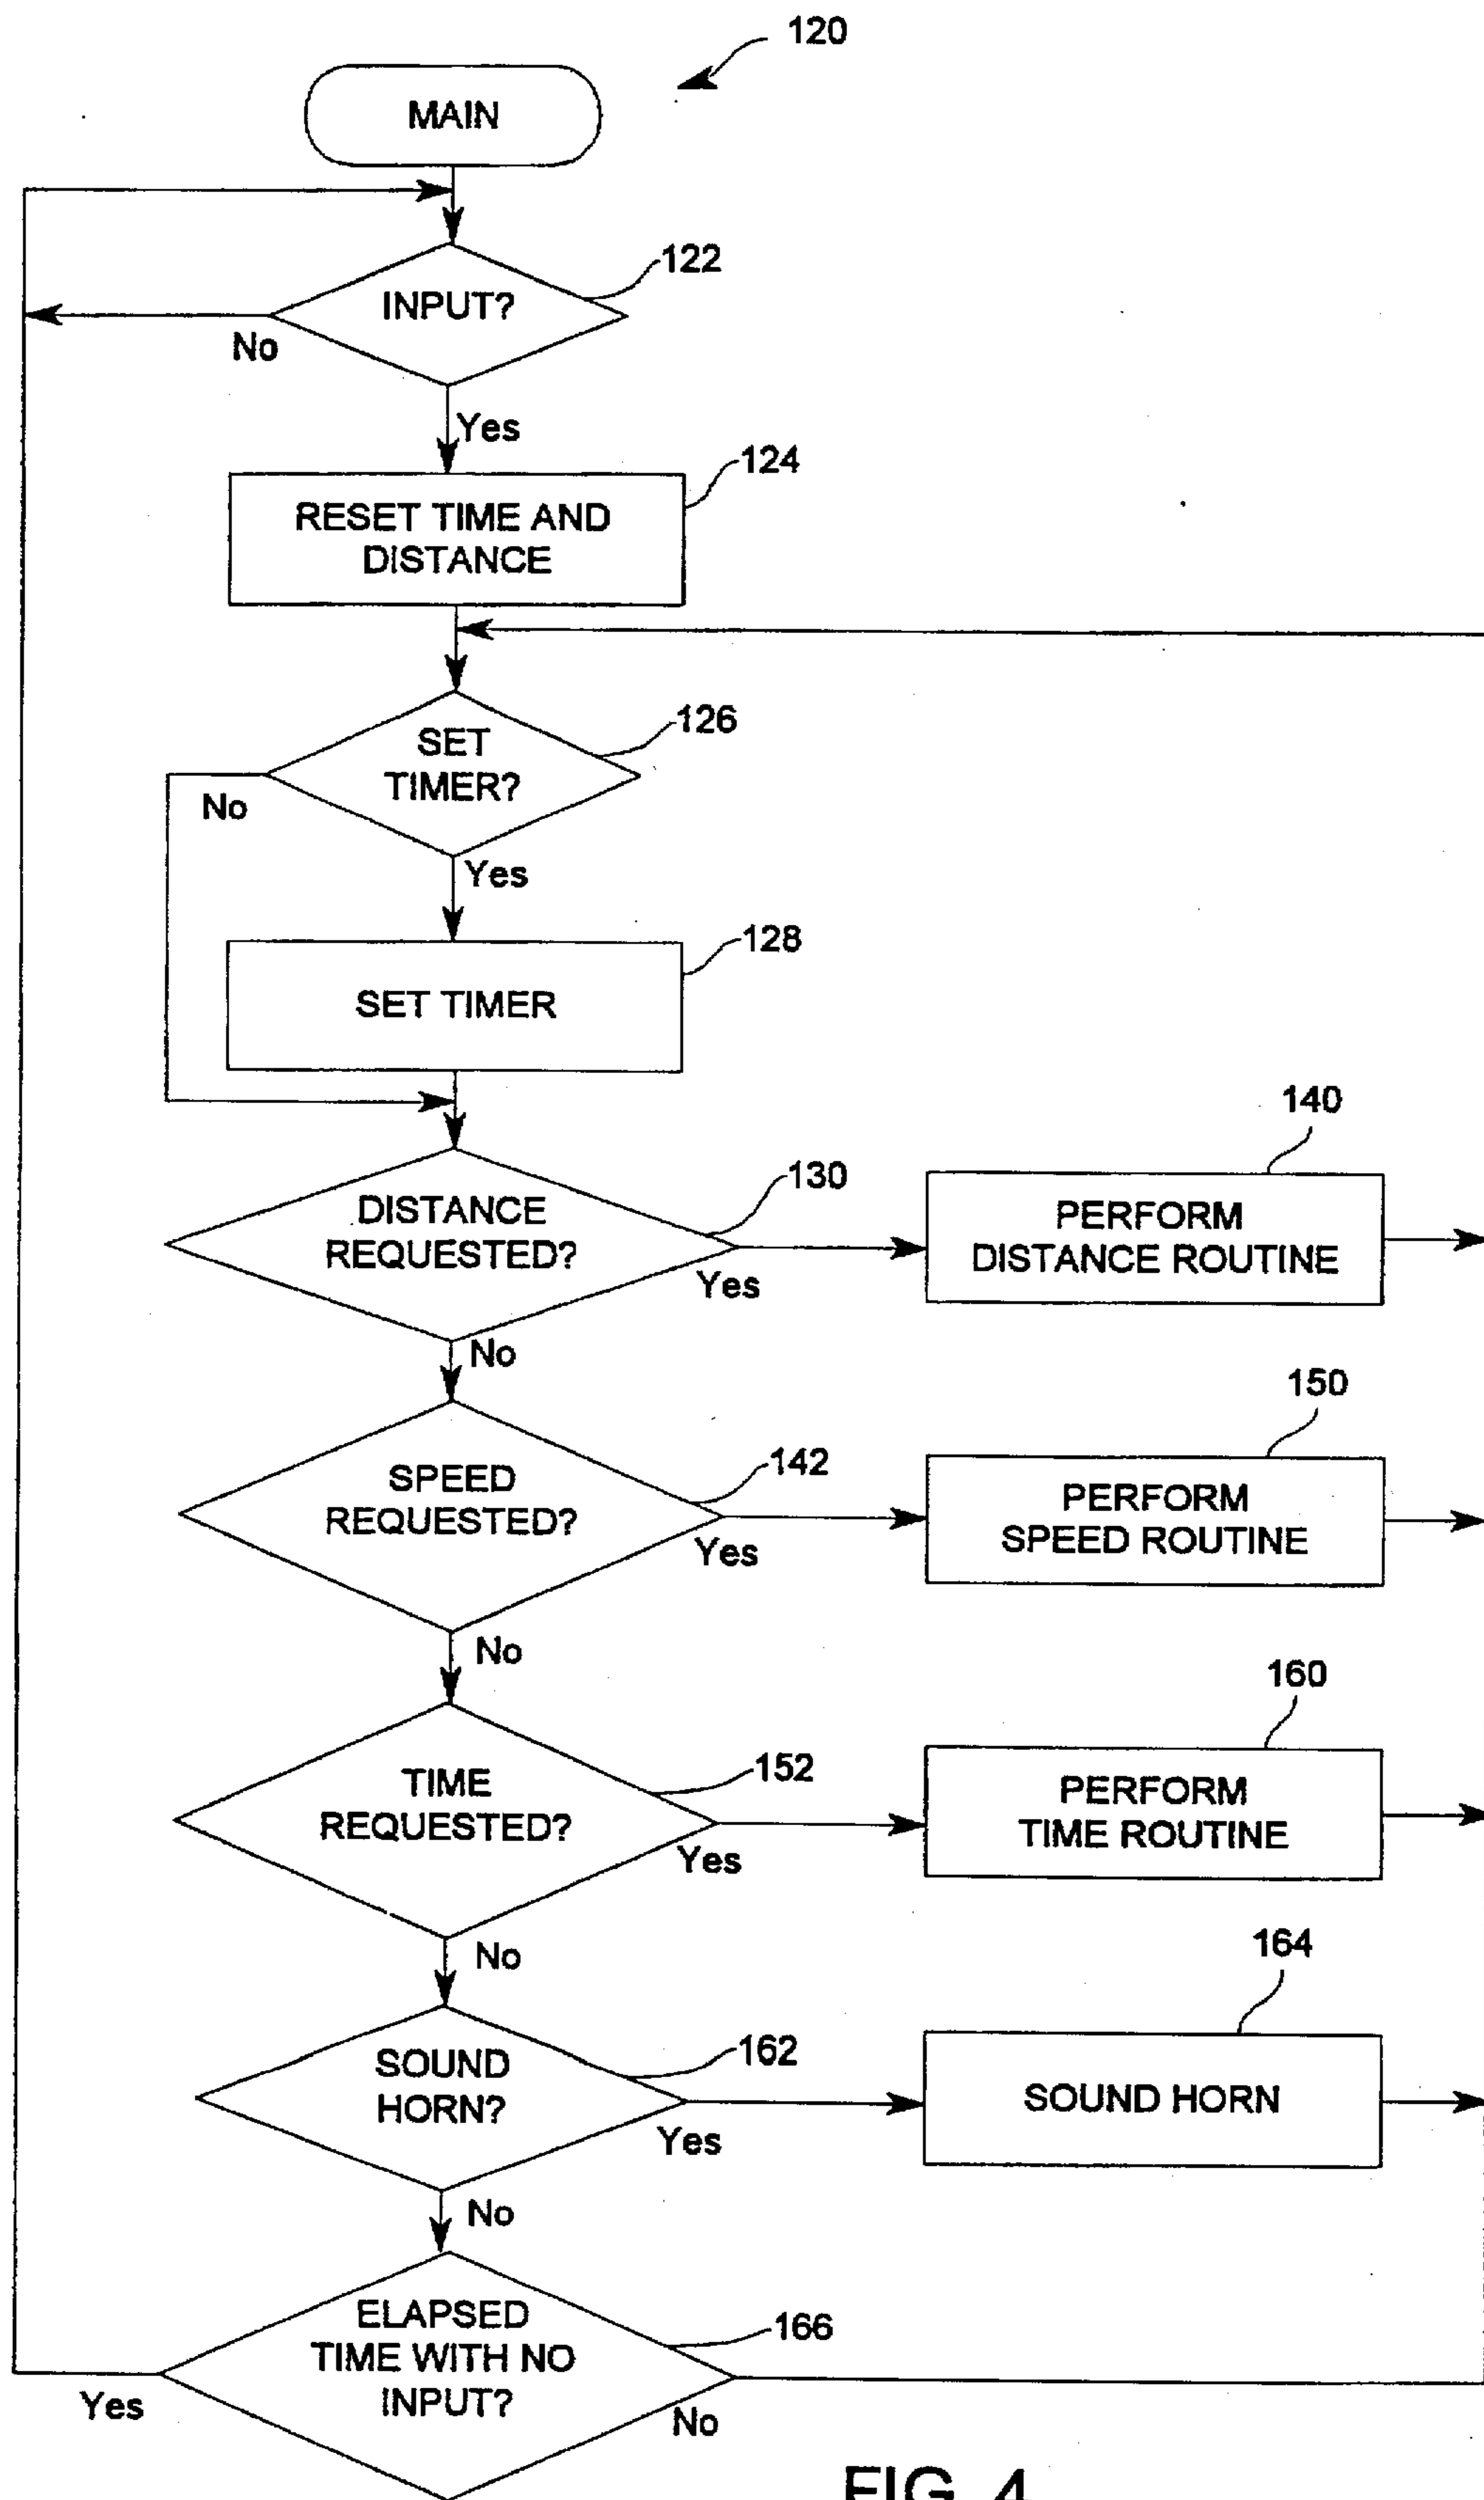 120
MAIN
122
INPUT?
No
Yes
124
RESET TIME AND
DISTANCE
126
SET
TIMER?
No
Yes
128
SET TIMER
140
130
DISTANCE
REQUESTED?
Yes
PERFORM
DISTANCE ROUTINE
No
150
142
SPEED
REQUESTED?
Yes
PERFORM
SPEED ROUTINE
No
160
152
TIME
REQUESTED?
Yes
PERFORM
TIME ROUTINE
No
164
162
SOUND
HORN?
Yes
SOUND HORN
No
166
ELAPSED
TIME WITH NO
INPUT?
Yes
No
FIG. 4